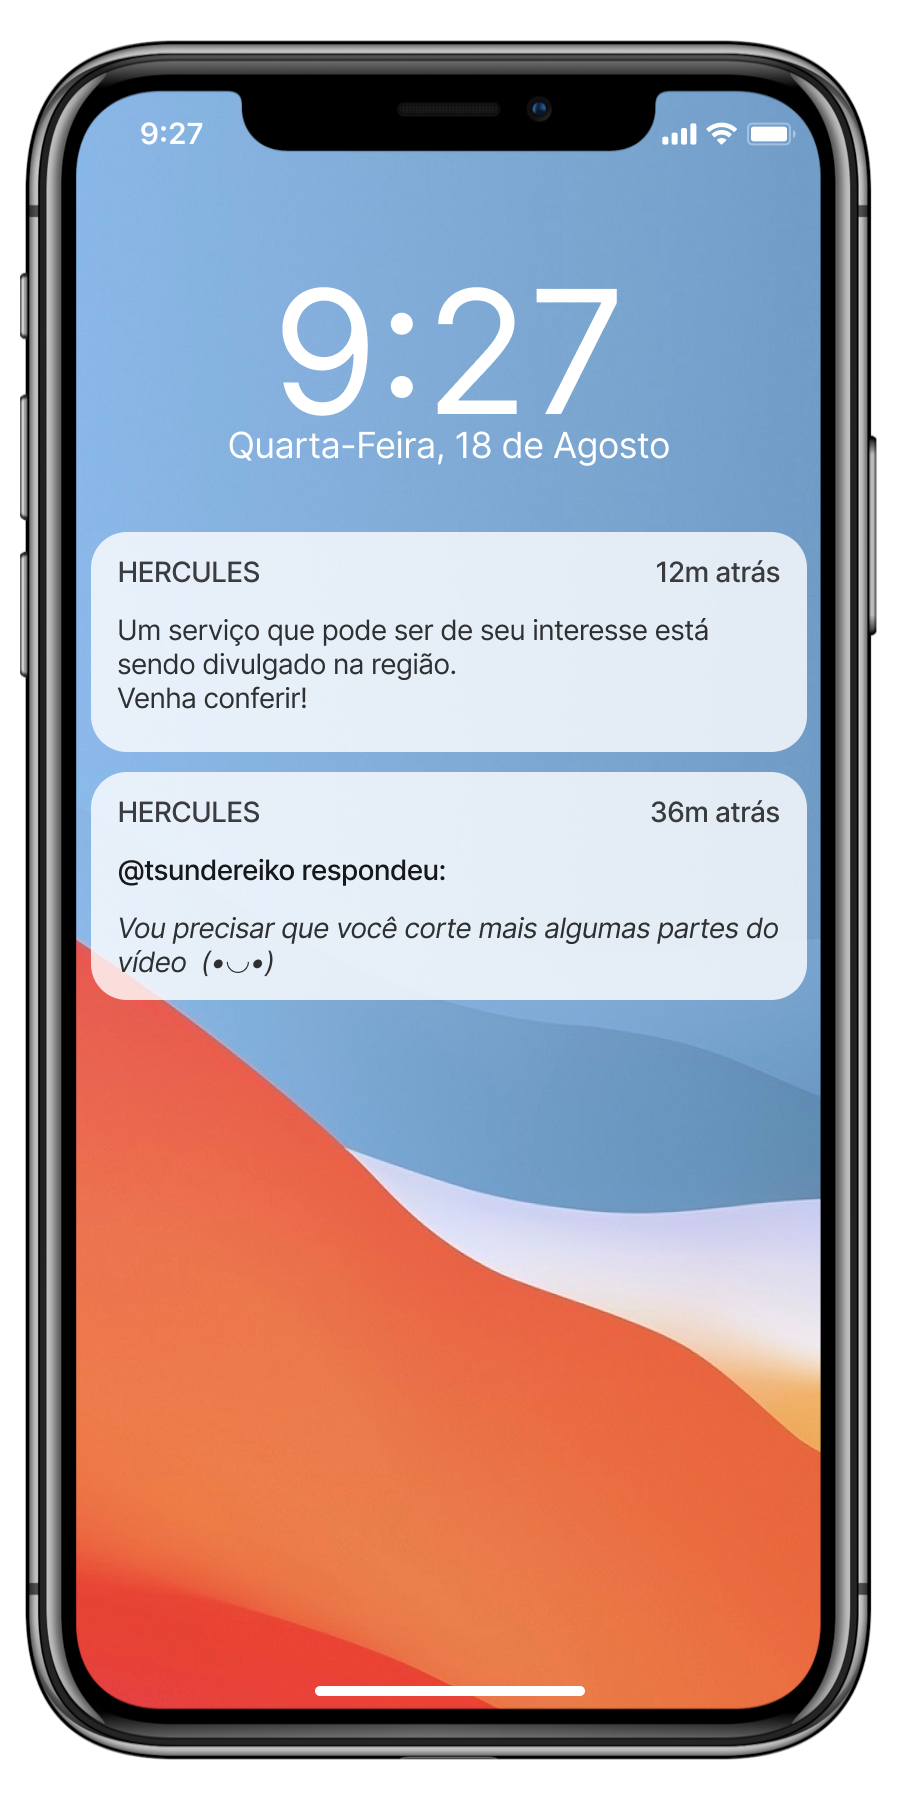 9:27
9:27
Quarta-Feira, 18 de Agosto
HERCULES 12m atrás
Um serviço que pode ser de seu interesse está
sendo divulgado na região.
Venha conferir!
HERCULES 36m atrás
@tsundereiko respondeu:
Vou precisar que você corte mais algumas partes do
vídeo (•◡•)